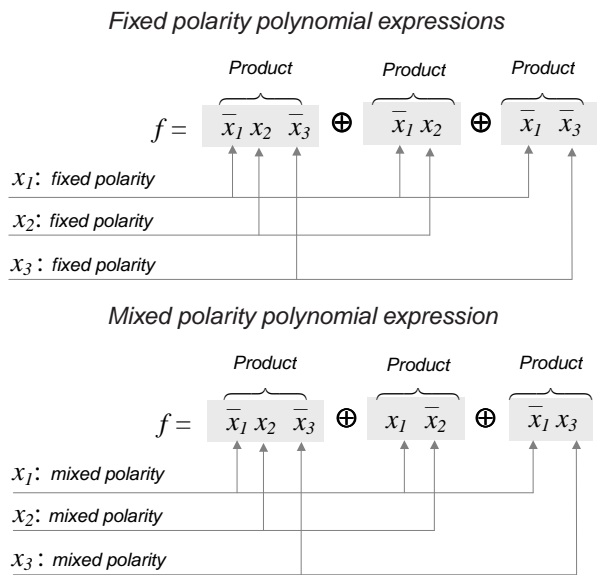 Fixed polarity polynomial expressions
Product Product Product
f = x̅₁ x₂ x̅₃ ⊕ x̅₁ x₂ ⊕ x̅₁ x̅₃
x₁: fixed polarity
x₂: fixed polarity
x₃: fixed polarity
Mixed polarity polynomial expression
Product Product Product
f = x̅₁ x₂ x̅₃ ⊕ x₁ x̅₂ ⊕ x̅₁ x₃
x₁: mixed polarity
x₂: mixed polarity
x₃: mixed polarity